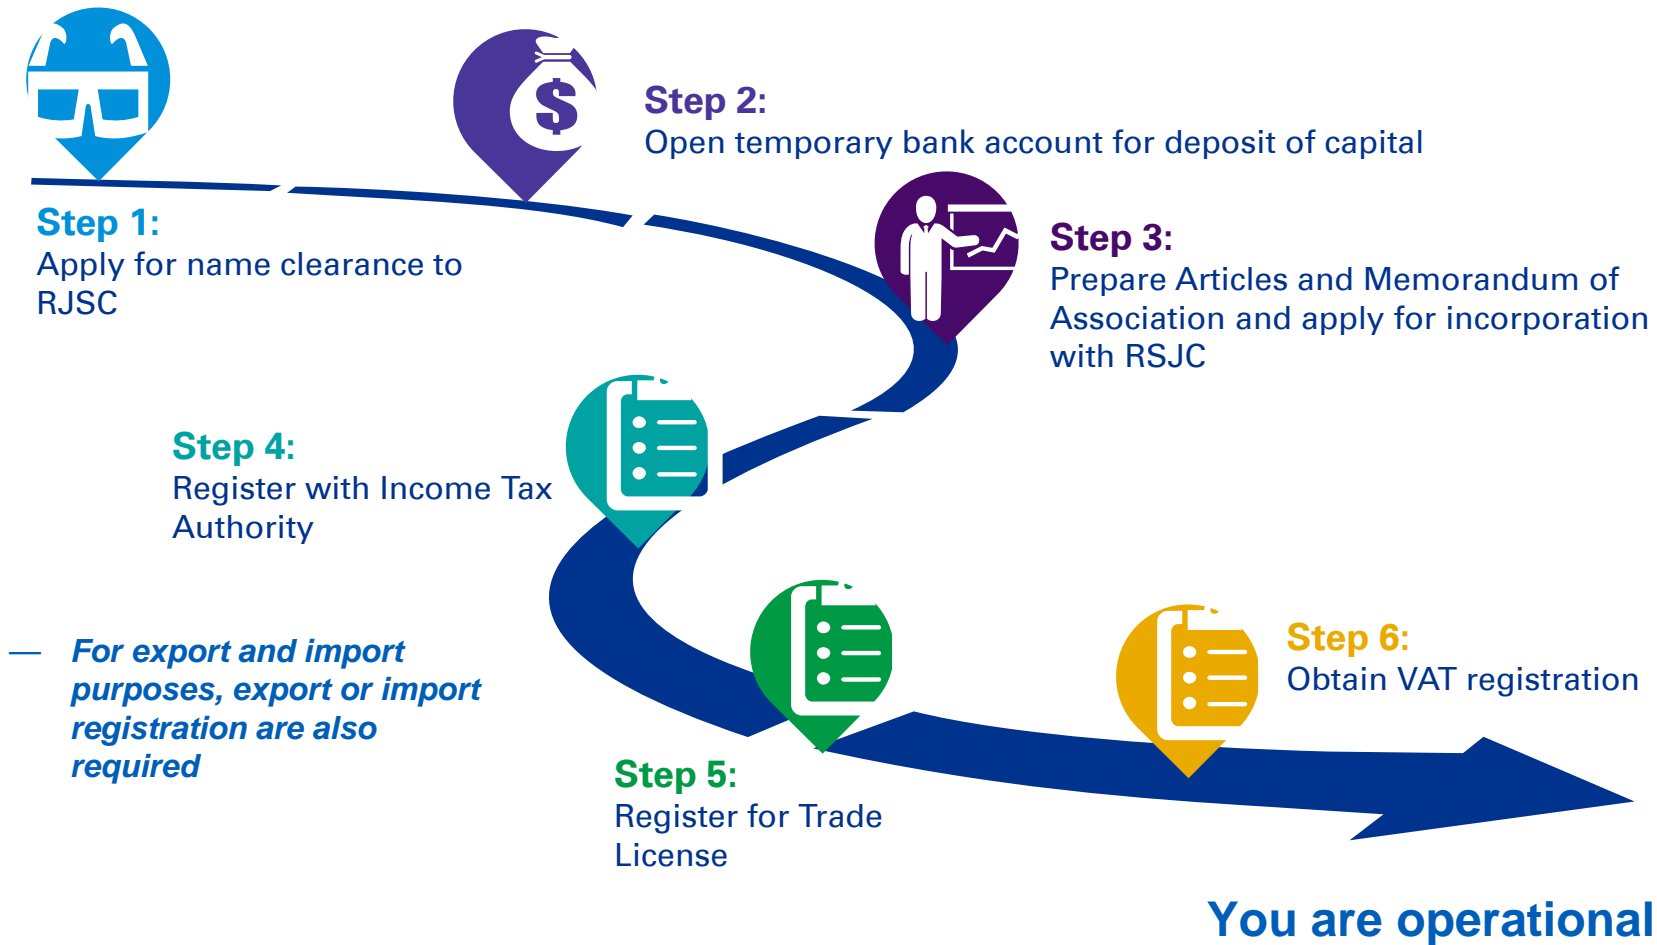 Step 1:
Apply for name clearance to
RJSC
$
Step 2:
Open temporary bank account for deposit of capital
Step 3:
Prepare Articles and Memorandum of
Association and apply for incorporation
with RSJC
Step 4:
Register with Income Tax
Authority
— For export and import
purposes, export or import
registration are also
required
Step 5:
Register for Trade
License
Step 6:
Obtain VAT registration
You are operational